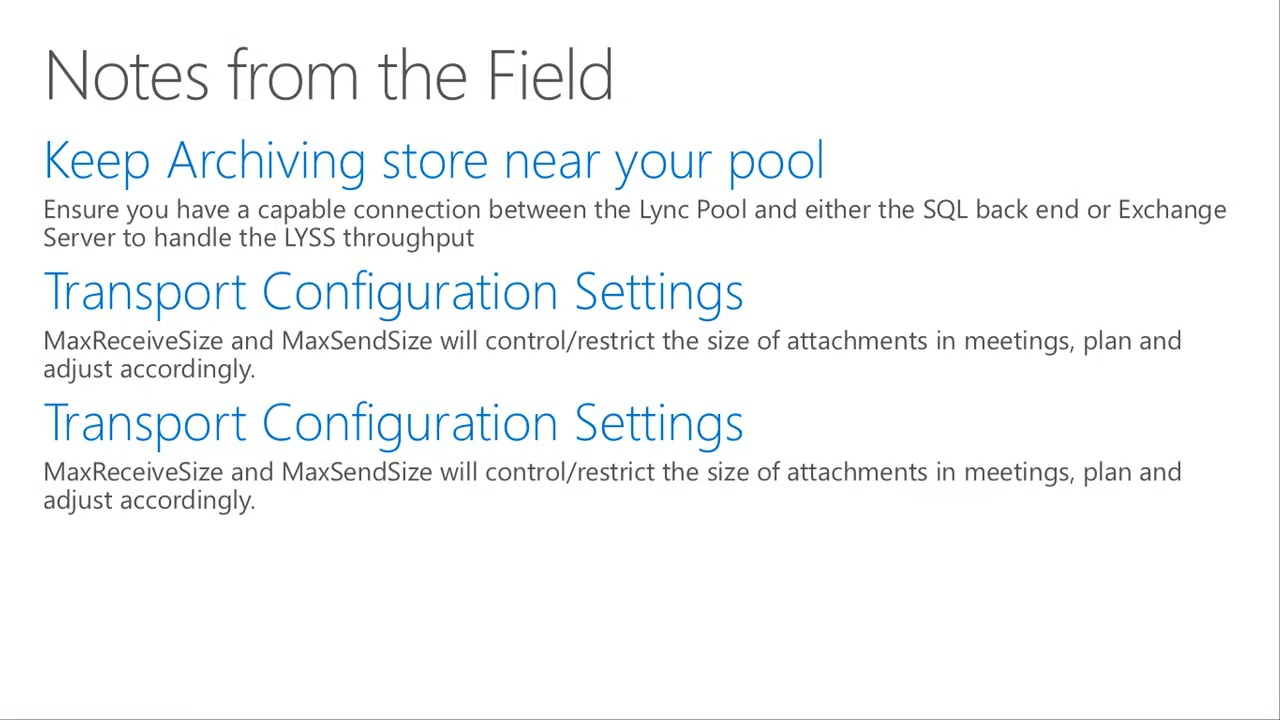 Notes from the Field
Keep Archiving store near your pool
Ensure you have a capable connection between the Lync Pool and either the SQL back end or Exchange
Server to handle the LYSS throughput
Transport Configuration Settings
MaxReceiveSize and MaxSendSize will control/restrict the size of attachments in meetings, plan and
adjust accordingly.
Transport Configuration Settings
MaxReceiveSize and MaxSendSize will control/restrict the size of attachments in meetings, plan and
adjust accordingly.